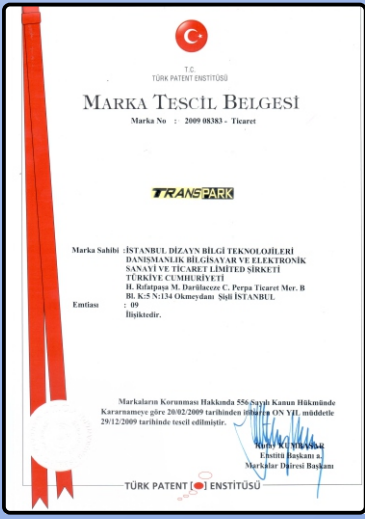 T.C.
TÜRK PATENT ENSTİTÜSÜ
MARKA TESCİL BELGESİ
Marka No : 2009 08383 - Ticaret
TRANSPARK
Marka Sahibi :İSTANBUL DİZAYN BİLGİ TEKNOLOJİLERİ
DANIŞMANLIK BİLGİSAYAR VE ELEKTRONİK
SANAYİ VE TİCARET LİMİTED ŞİRKETİ
TÜRKİYE CUMHURİYETİ
H. Rıfatpaşa M. Darülaceze C. Perpa Ticaret Mer. B
Bl. K:5 N:134 Okmeydanı Şişli İSTANBUL
Emtiası : 09
İlişiktedir.
Markaların Korunması Hakkında 556 Sayılı Kanun Hükmünde
Kararnameye göre 20/02/2009 tarihinden itibaren ON YIL müddetle
29/12/2009 tarihinde tescil edilmiştir.
Enstitü Başkanı a.
Markalar Dairesi Başkanı
TÜRK PATENT ENSTİTÜSÜ